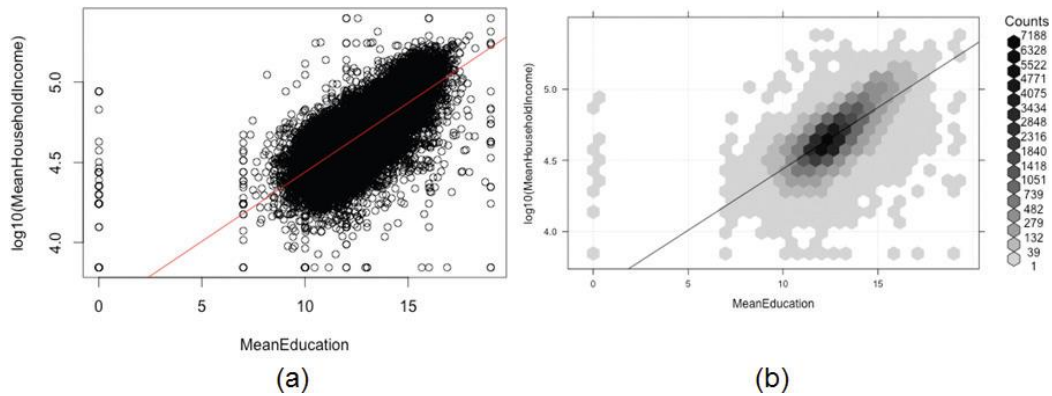 log10(MeanHouseholdIncome)
5.0
4.5
4.0
0 5 10 15
MeanEducation
(a)
log10(MeanHouseholdIncome)
5.0
4.5
4.0
0 5 10 15
MeanEducation
(b)
Counts
7188
6328
5522
4771
4075
3434
2848
2316
1840
1418
1051
739
482
279
132
39
1